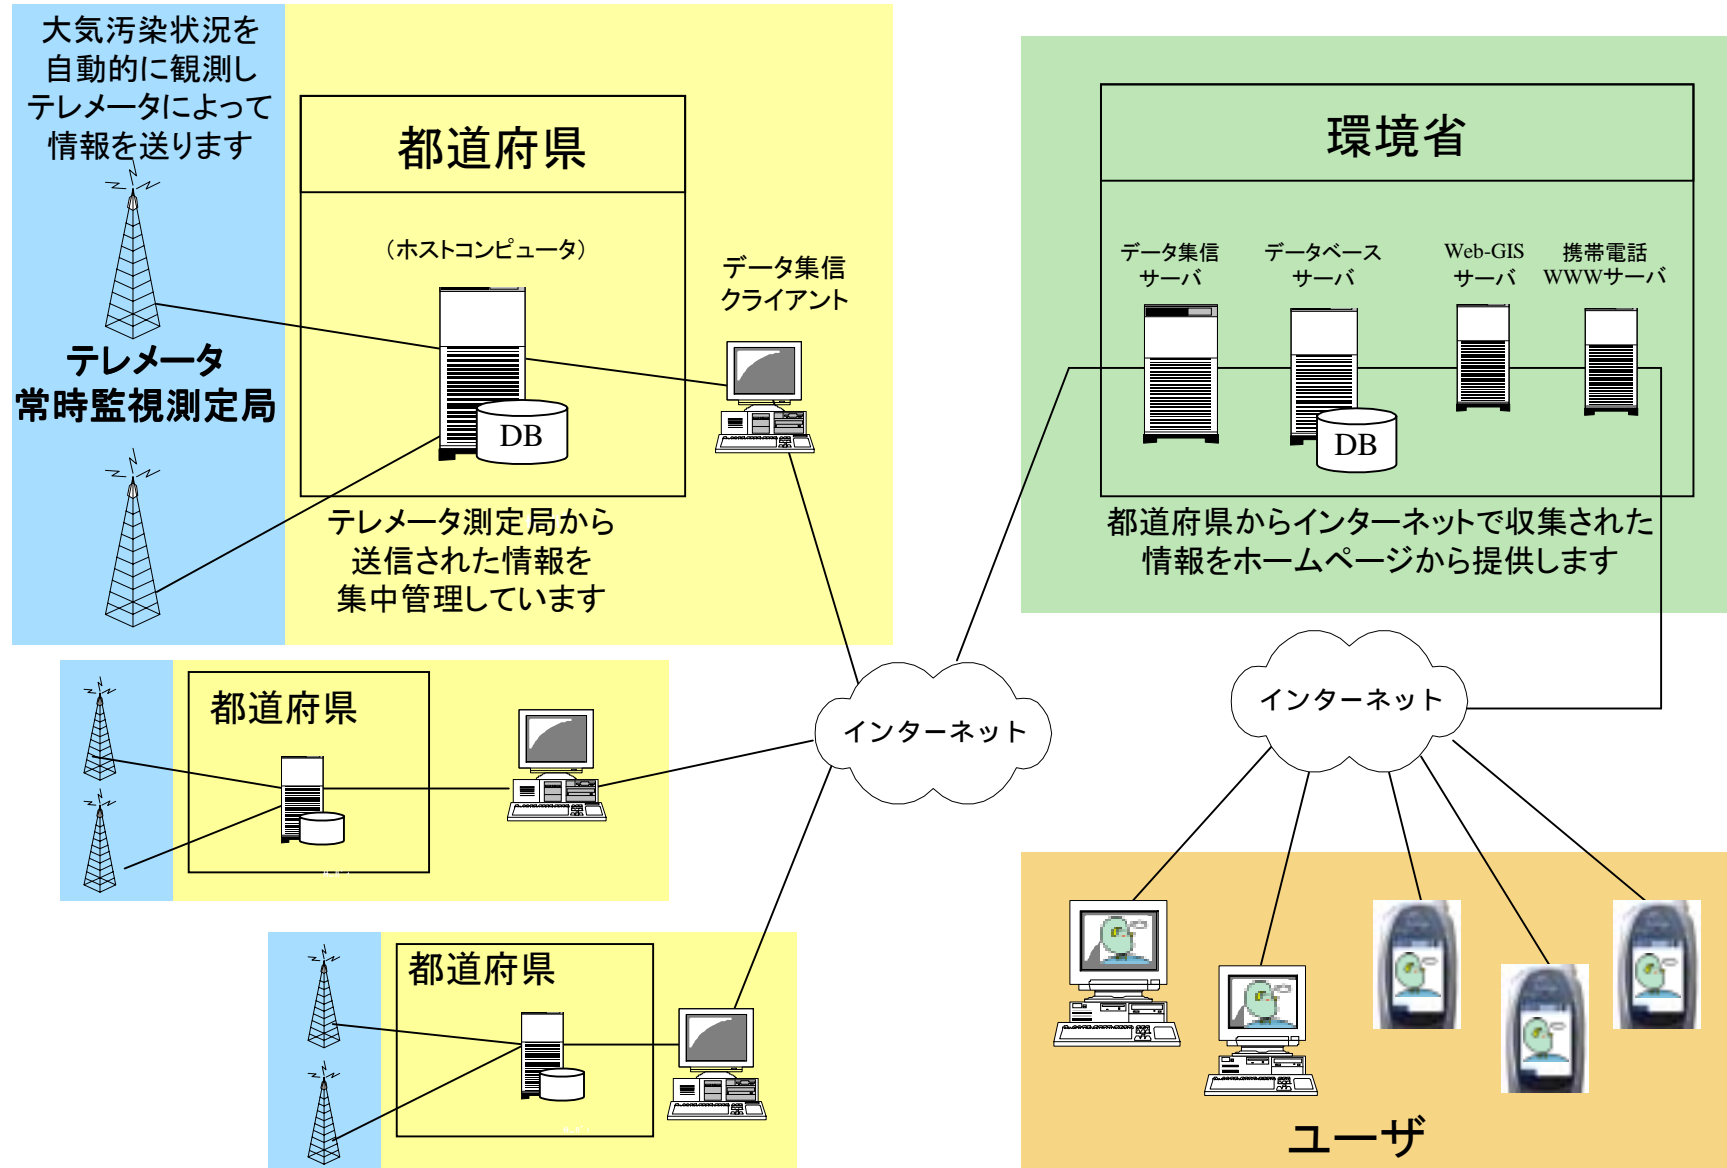 大気汚染状況を
自動的に観測し
テレメータによって
情報を送ります
テレメータ
常時監視測定局
都道府県
（ホストコンピュータ）
DB
データ集信
クライアント
テレメータ測定局から
送信された情報を
集中管理しています
環境省
データ集信
サーバ
データベース
サーバ
DB
Web-GIS
サーバ
携帯電話
WWWサーバ
都道府県からインターネットで収集された
情報をホームページから提供します
都道府県
都道府県
インターネット
インターネット
ユーザ